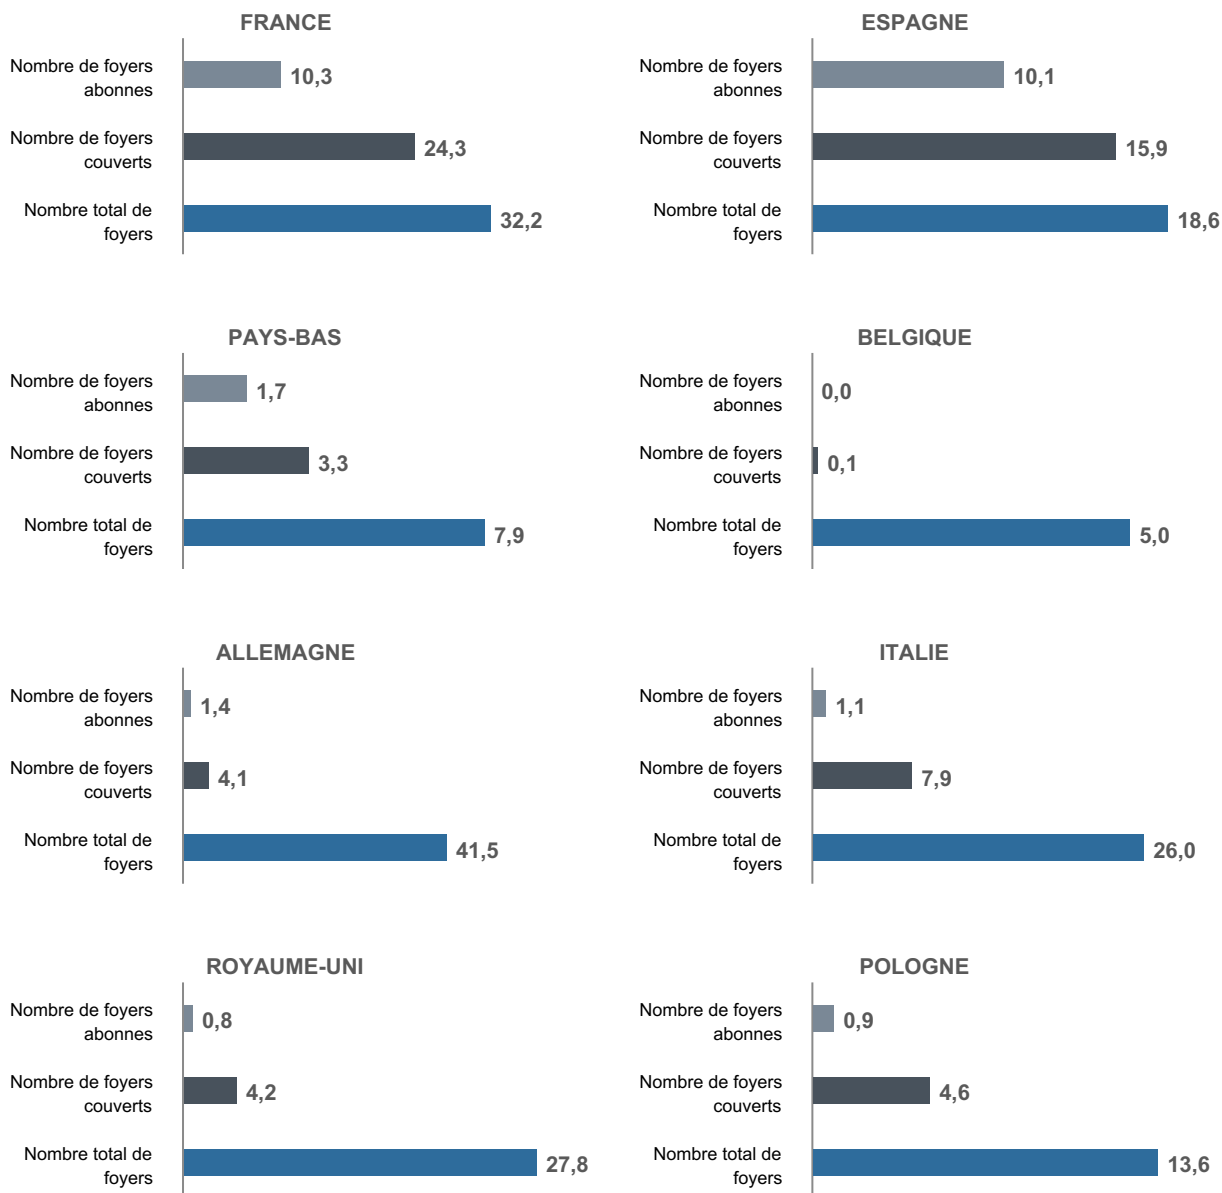 FRANCE
Nombre de foyers
abonnes
10,3
Nombre de foyers
couverts
24,3
Nombre total de
foyers
32,2
ESPAGNE
Nombre de foyers
abonnes
10,1
Nombre de foyers
couverts
15,9
Nombre total de
foyers
18,6
PAYS-BAS
Nombre de foyers
abonnes
1,7
Nombre de foyers
couverts
3,3
Nombre total de
foyers
7,9
BELGIQUE
Nombre de foyers
abonnes
0,0
Nombre de foyers
couverts
0,1
Nombre total de
foyers
5,0
ALLEMAGNE
Nombre de foyers
abonnes
1,4
Nombre de foyers
couverts
4,1
Nombre total de
foyers
41,5
ITALIE
Nombre de foyers
abonnes
1,1
Nombre de foyers
couverts
7,9
Nombre total de
foyers
26,0
ROYAUME-UNI
Nombre de foyers
abonnes
0,8
Nombre de foyers
couverts
4,2
Nombre total de
foyers
27,8
POLOGNE
Nombre de foyers
abonnes
0,9
Nombre de foyers
couverts
4,6
Nombre total de
foyers
13,6